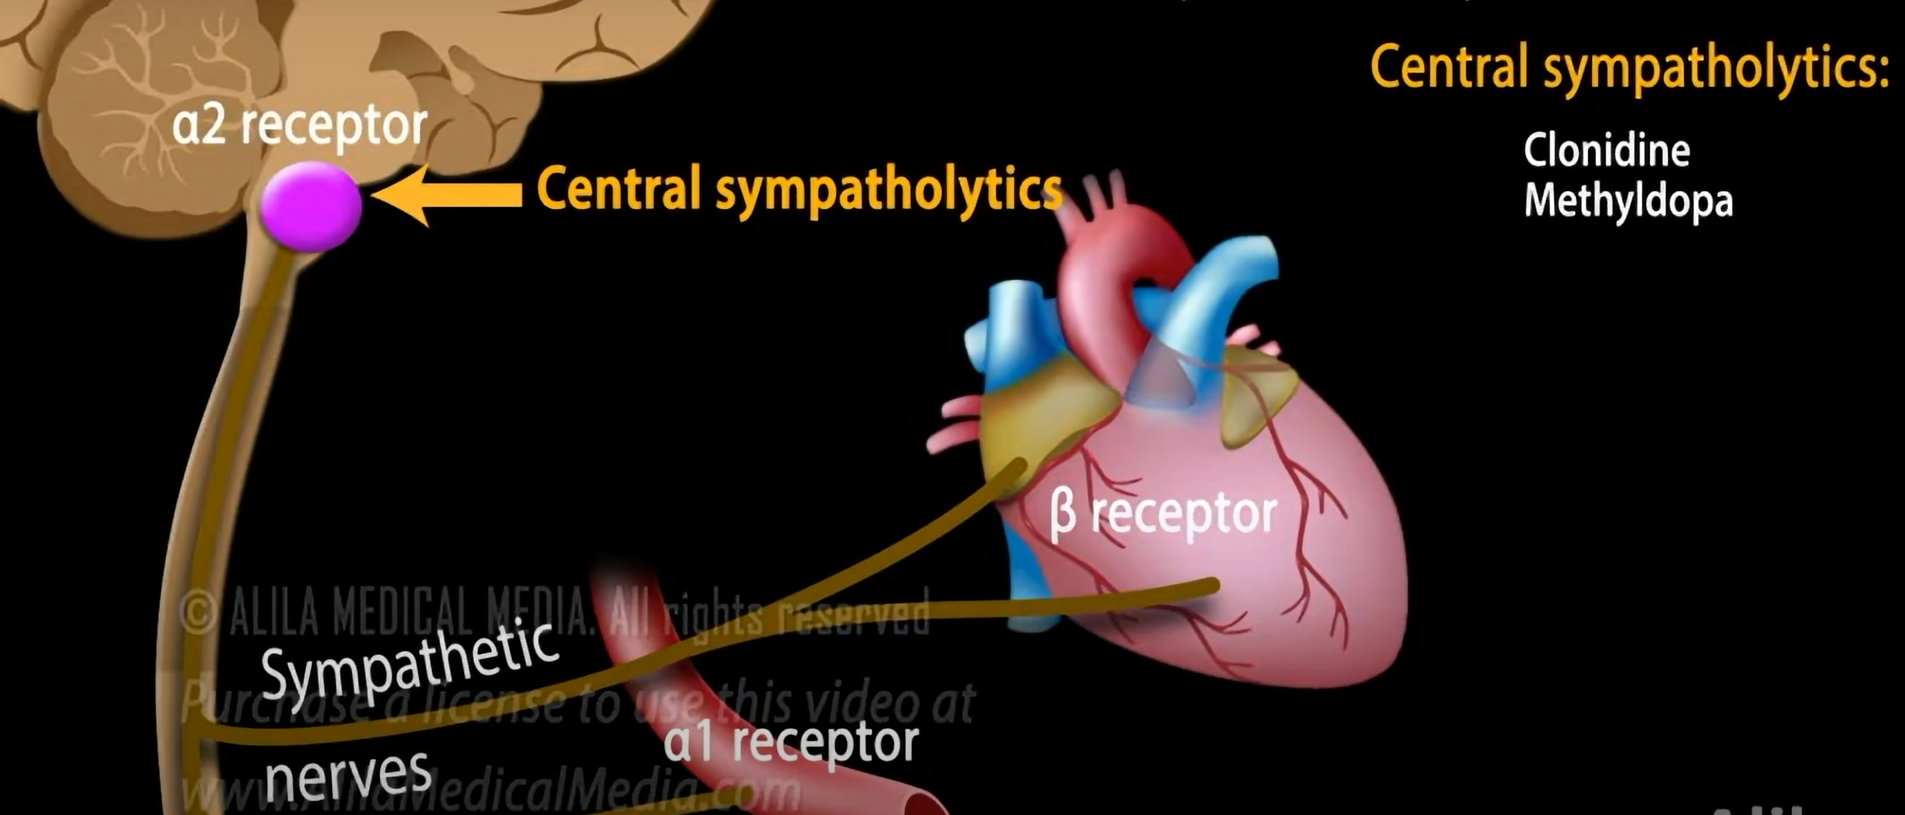 Central sympatholytics:
Clonidine
Methyldopa
α2 receptor
Central sympatholytics
β receptor
© ALILA MEDICAL MEDIA. All rights reserved
Sympathetic
Purchase a license to use this video at
α1 receptor
nerves
www.AlilaMedicalMedia.com